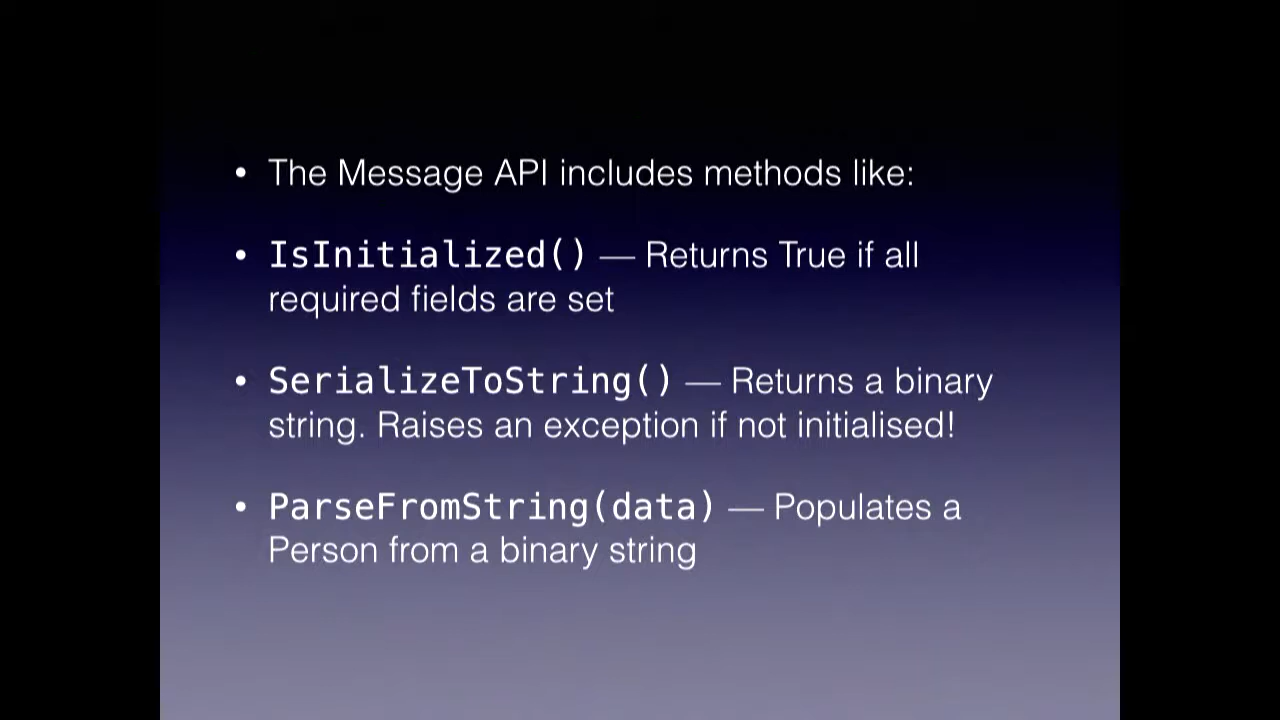 • The Message API includes methods like:
• IsInitialized() — Returns True if all
required fields are set
• SerializeToString() — Returns a binary
string. Raises an exception if not initialised!
• ParseFromString(data) — Populates a
Person from a binary string